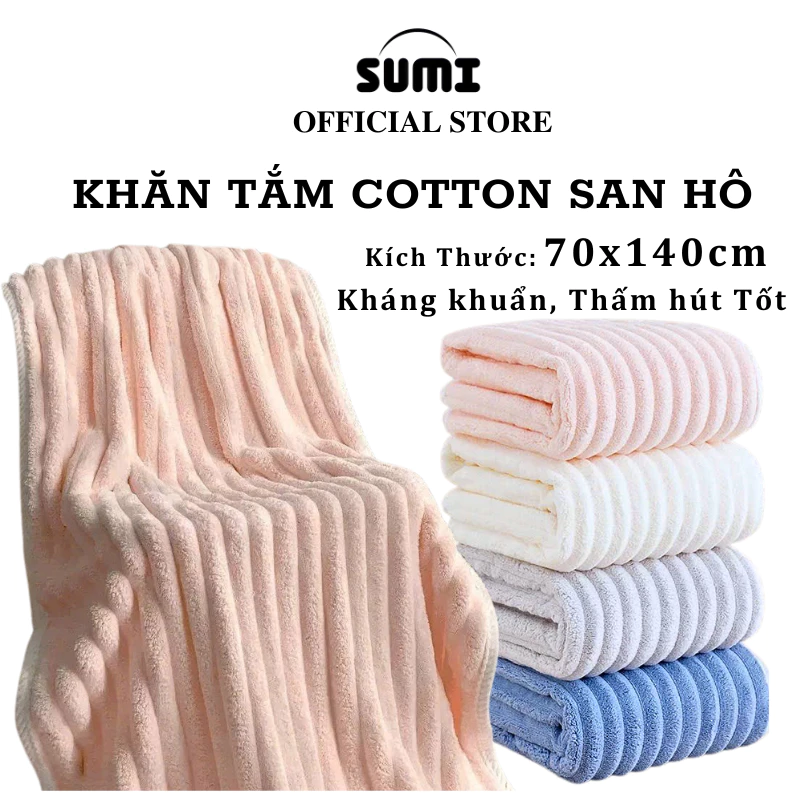 SUMI
OFFICIAL STORE
KHĂN TẮM COTTON SAN HÔ
Kích Thước: 70x140cm
Kháng khuẩn, Thấm hút Tốt